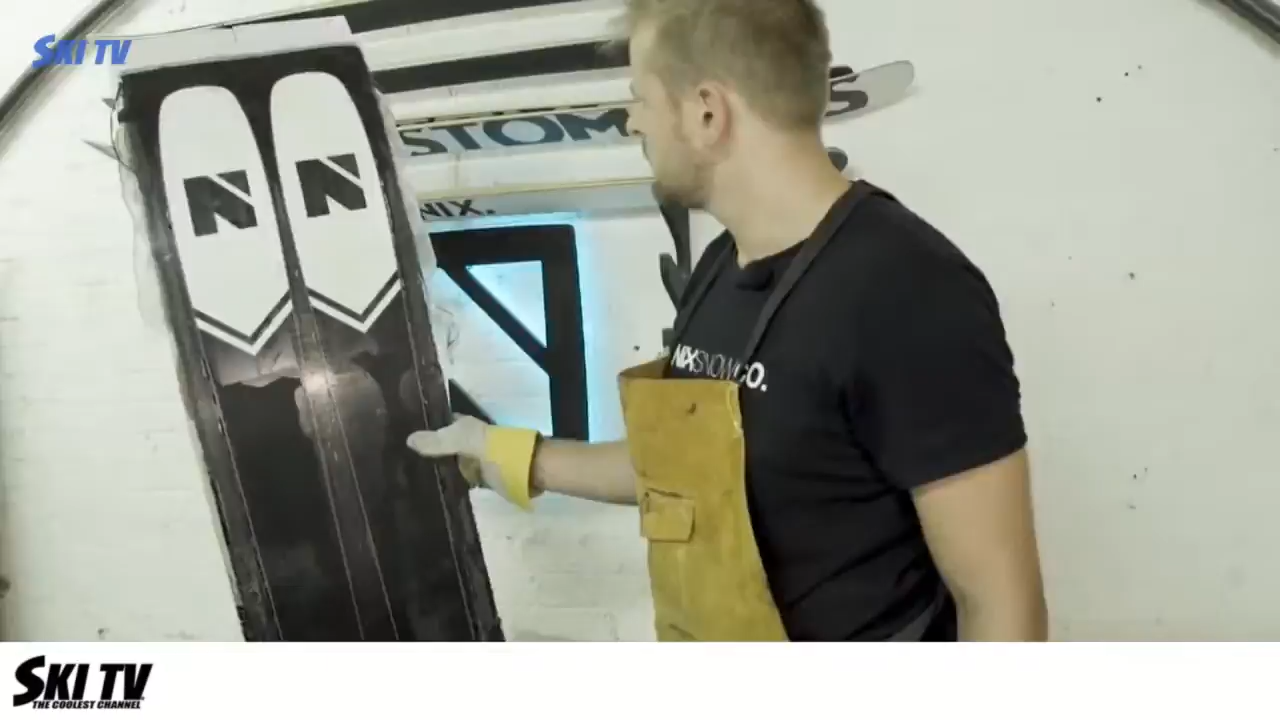 SKI TV
STOM S
N N
NIX.
NIXSNOWCO.
SKI TV
THE COOLEST CHANNEL